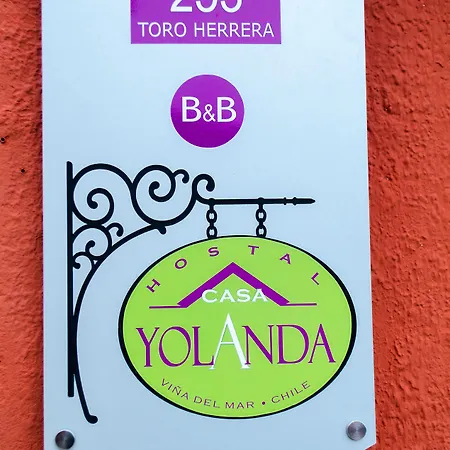 TORO HERRERA
B&B
HOSTAL
CASA
YOLANDA
VIÑA DEL MAR • CHILE